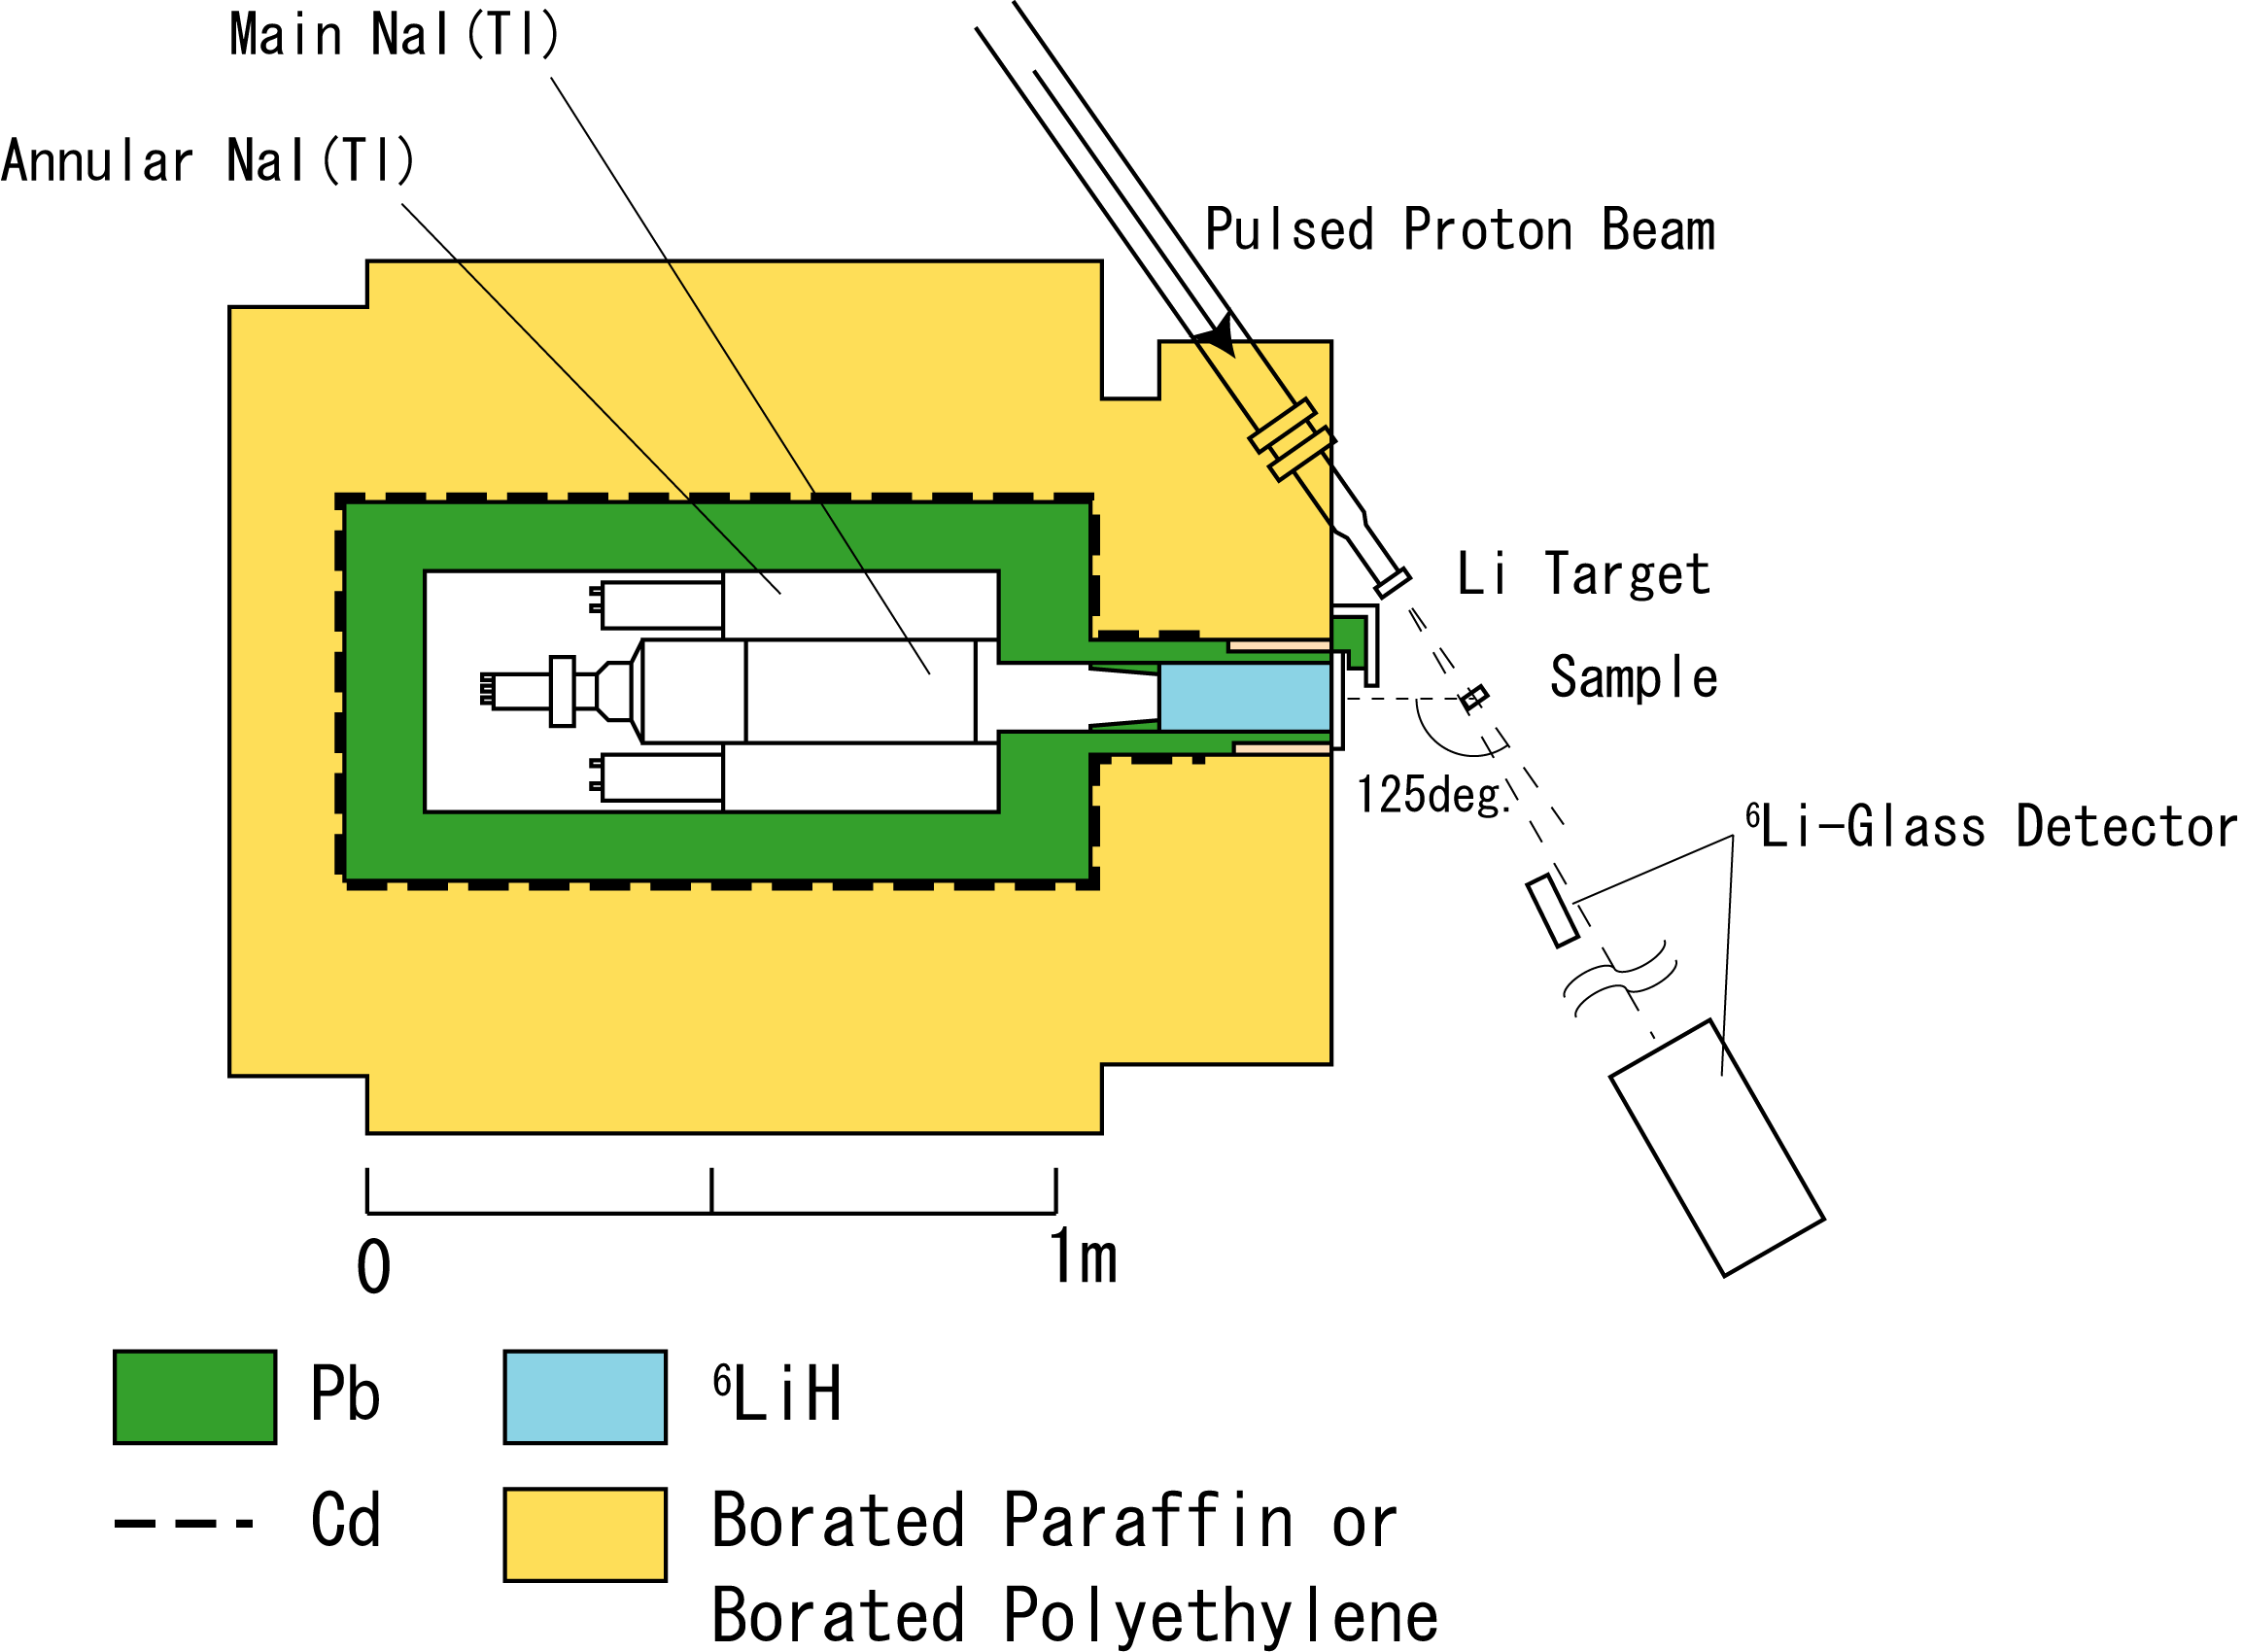 Main NaI(Tl)
Annular NaI(Tl)
Pulsed Proton Beam
Li Target
Sample
125deg.
⁶Li-Glass Detector
0
1m
Pb
⁶LiH
Cd
Borated Paraffin or
Borated Polyethylene